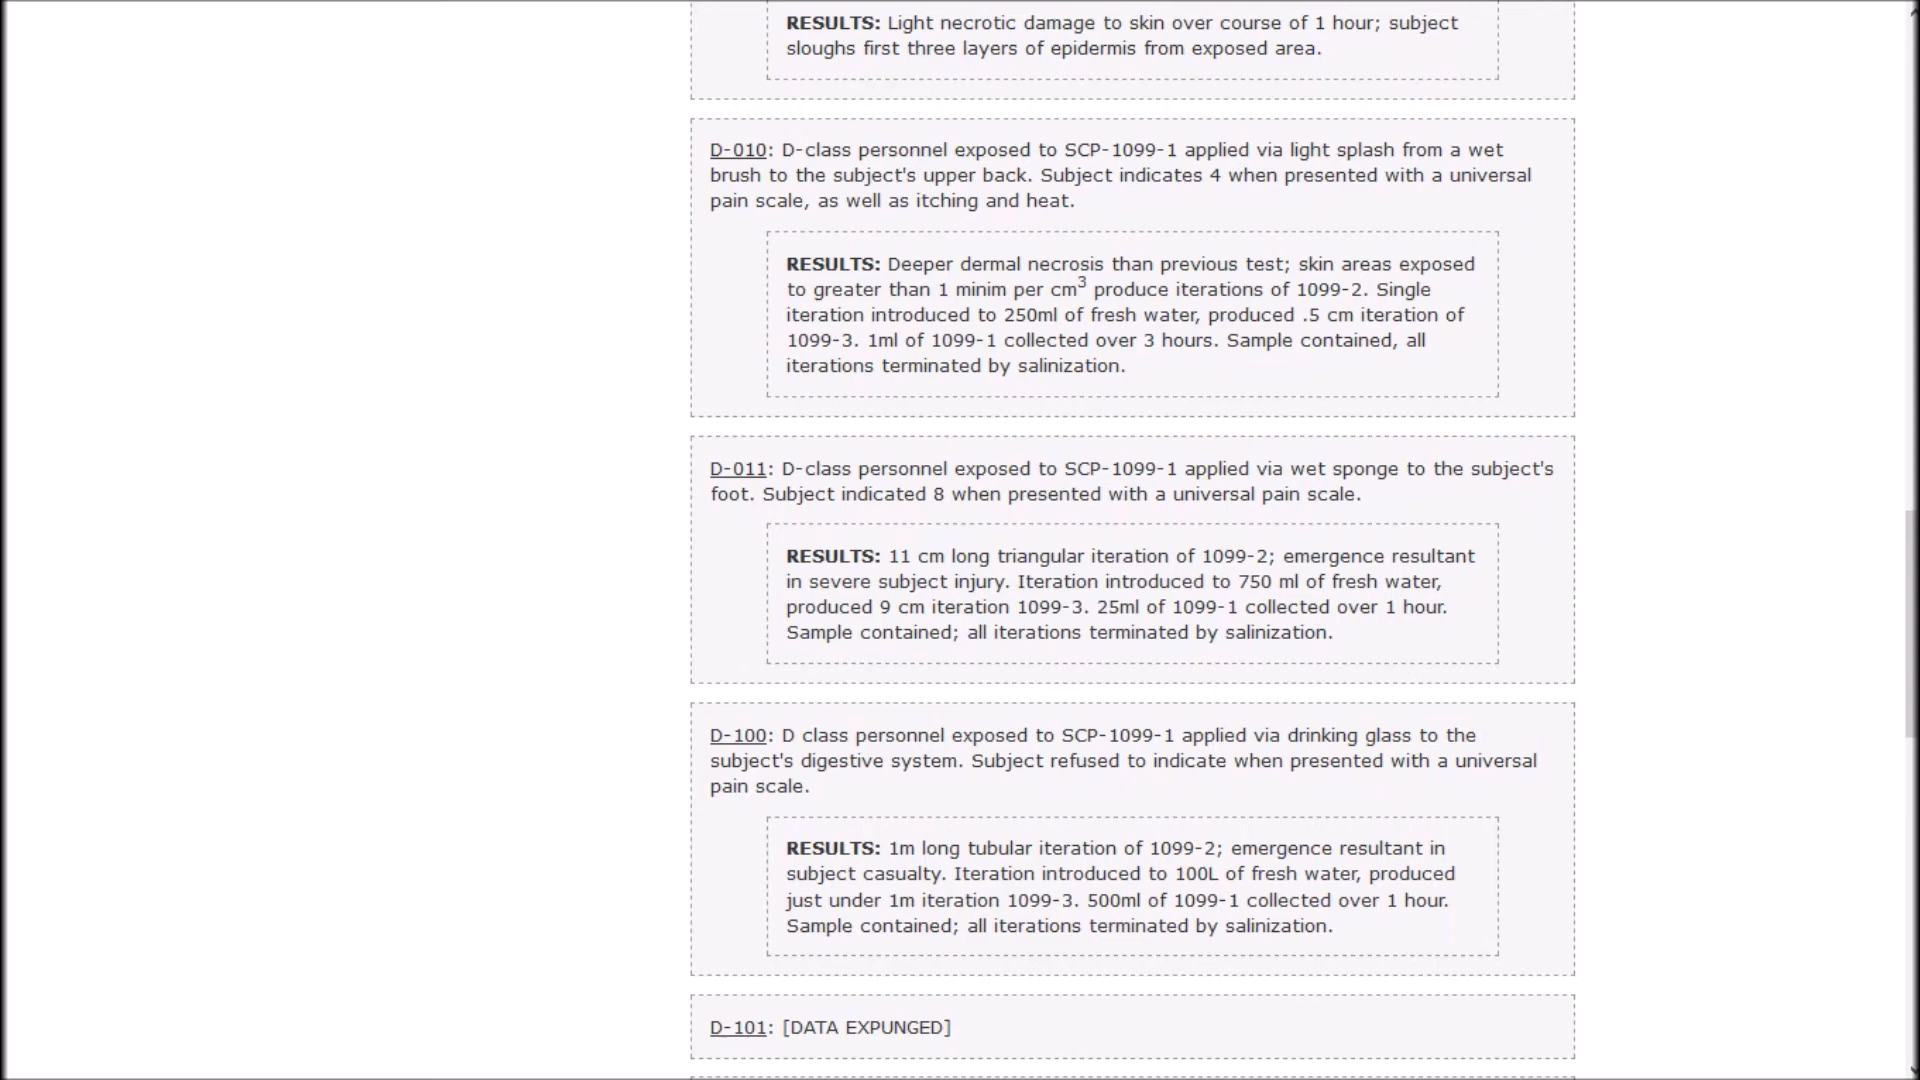 RESULTS: Light necrotic damage to skin over course of 1 hour; subject
sloughs first three layers of epidermis from exposed area.
D-010: D-class personnel exposed to SCP-1099-1 applied via light splash from a wet
brush to the subject's upper back. Subject indicates 4 when presented with a universal
pain scale, as well as itching and heat.
RESULTS: Deeper dermal necrosis than previous test; skin areas exposed
to greater than 1 minim per cm³ produce iterations of 1099-2. Single
iteration introduced to 250ml of fresh water, produced .5 cm iteration of
1099-3. 1ml of 1099-1 collected over 3 hours. Sample contained, all
iterations terminated by salinization.
D-011: D-class personnel exposed to SCP-1099-1 applied via wet sponge to the subject's
foot. Subject indicated 8 when presented with a universal pain scale.
RESULTS: 11 cm long triangular iteration of 1099-2; emergence resultant
in severe subject injury. Iteration introduced to 750 ml of fresh water,
produced 9 cm iteration 1099-3. 25ml of 1099-1 collected over 1 hour.
Sample contained; all iterations terminated by salinization.
D-100: D class personnel exposed to SCP-1099-1 applied via drinking glass to the
subject's digestive system. Subject refused to indicate when presented with a universal
pain scale.
RESULTS: 1m long tubular iteration of 1099-2; emergence resultant in
subject casualty. Iteration introduced to 100L of fresh water, produced
just under 1m iteration 1099-3. 500ml of 1099-1 collected over 1 hour.
Sample contained; all iterations terminated by salinization.
D-101: [DATA EXPUNGED]